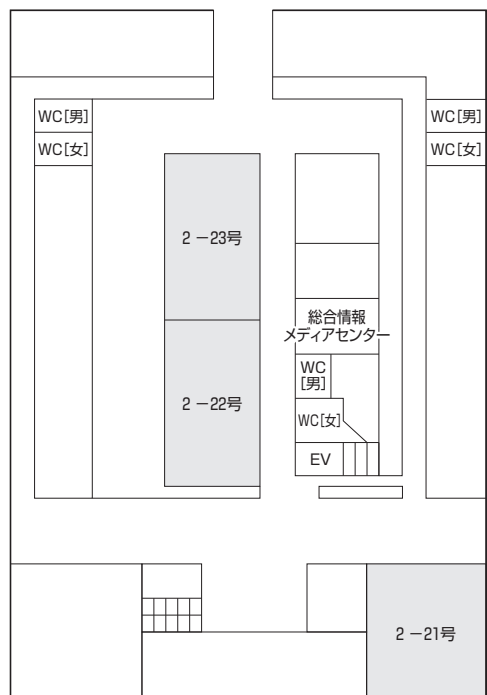 WC[男]
WC[女]
WC[男]
WC[女]
2－23号
総合情報
メディアセンター
WC
[男]
2－22号
WC[女]
EV
2－21号